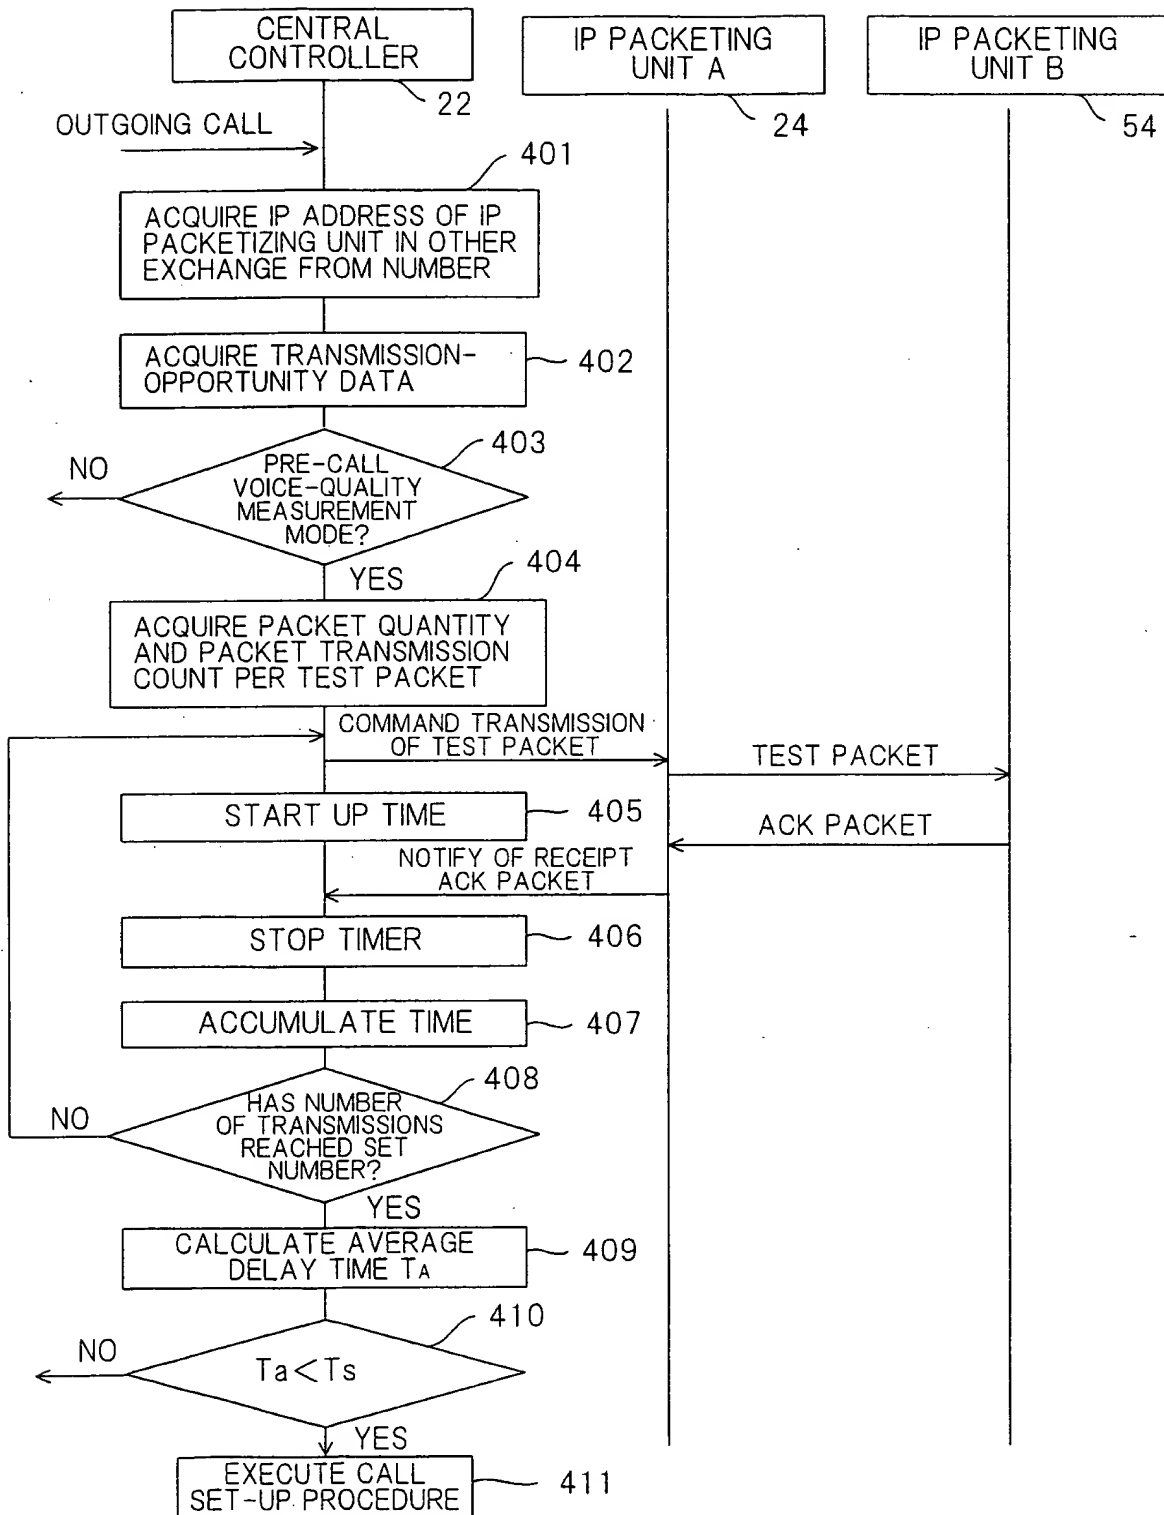 CENTRAL
CONTROLLER
22
IP PACKETING
UNIT A
24
IP PACKETING
UNIT B
54
OUTGOING CALL
401
ACQUIRE IP ADDRESS OF IP
PACKETIZING UNIT IN OTHER
EXCHANGE FROM NUMBER
ACQUIRE TRANSMISSION-
OPPORTUNITY DATA
402
403
NO
PRE-CALL
VOICE-QUALITY
MEASUREMENT
MODE?
YES
404
ACQUIRE PACKET QUANTITY
AND PACKET TRANSMISSION
COUNT PER TEST PACKET
COMMAND TRANSMISSION
OF TEST PACKET
TEST PACKET
START UP TIME
405
ACK PACKET
NOTIFY OF RECEIPT
ACK PACKET
STOP TIMER
406
ACCUMULATE TIME
407
408
NO
HAS NUMBER
OF TRANSMISSIONS
REACHED SET
NUMBER?
YES
CALCULATE AVERAGE
DELAY TIME TA
409
410
NO
Ta<Ts
YES
EXECUTE CALL
SET-UP PROCEDURE
411